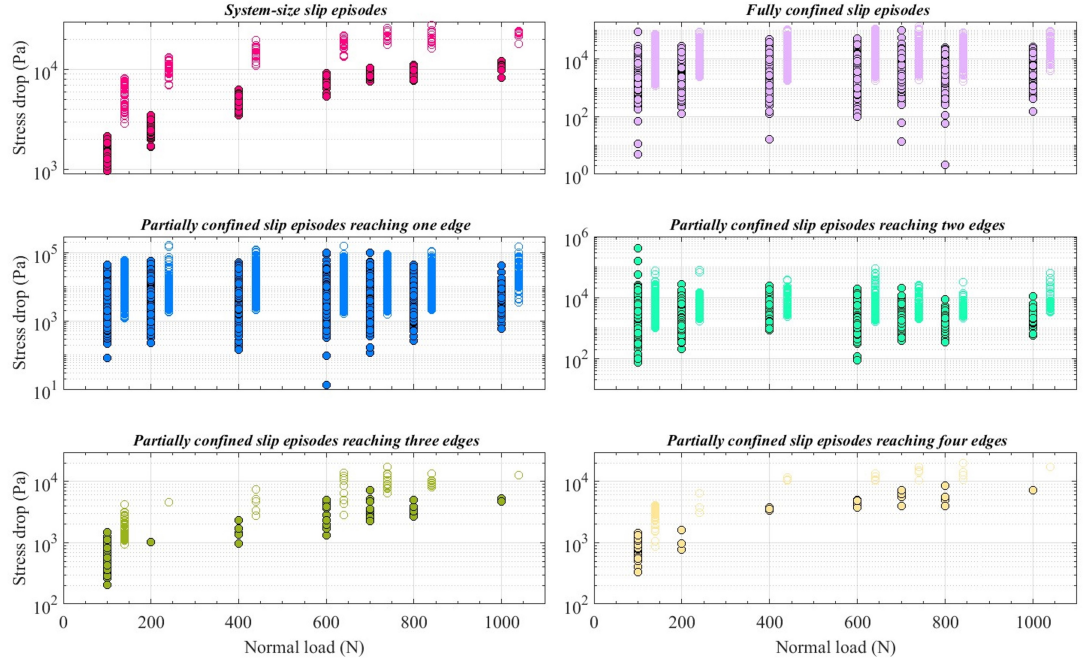 System-size slip episodes
Fully confined slip episodes
Stress drop (Pa)
10^4
10^3
10^4
10^2
10^0
Partially confined slip episodes reaching one edge
Partially confined slip episodes reaching two edges
Stress drop (Pa)
10^5
10^3
10^1
10^6
10^4
10^2
Partially confined slip episodes reaching three edges
Partially confined slip episodes reaching four edges
Stress drop (Pa)
10^4
10^3
10^2
10^4
10^3
10^2
0 200 400 600 800 1000
0 200 400 600 800 1000
Normal load (N)
Normal load (N)